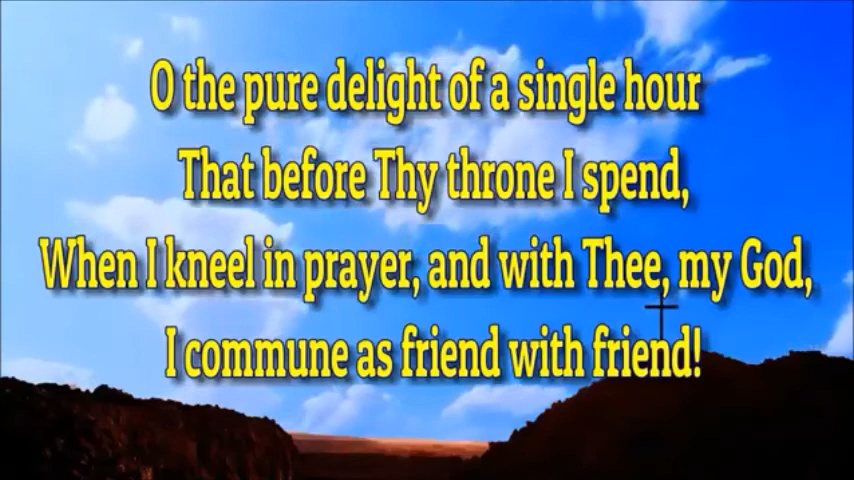 O the pure delight of a single hour
That before Thy throne I spend,
When I kneel in prayer, and with Thee, my God,
I commune as friend with friend!